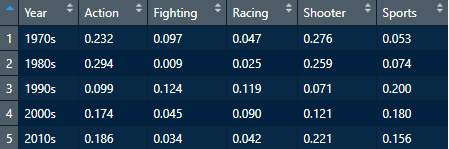 Year Action Fighting Racing Shooter Sports
1 1970s 0.232 0.097 0.047 0.276 0.053
2 1980s 0.294 0.009 0.025 0.259 0.074
3 1990s 0.099 0.124 0.119 0.071 0.200
4 2000s 0.174 0.045 0.090 0.121 0.180
5 2010s 0.186 0.034 0.042 0.221 0.156